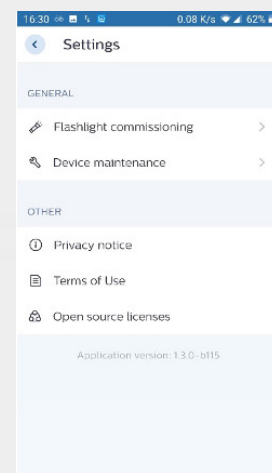 16:30 0.08 K/s 62%
Settings
GENERAL
Flashlight commissioning
Device maintenance
OTHER
Privacy notice
Terms of Use
Open source licenses
Application version: 1.3.0-b115